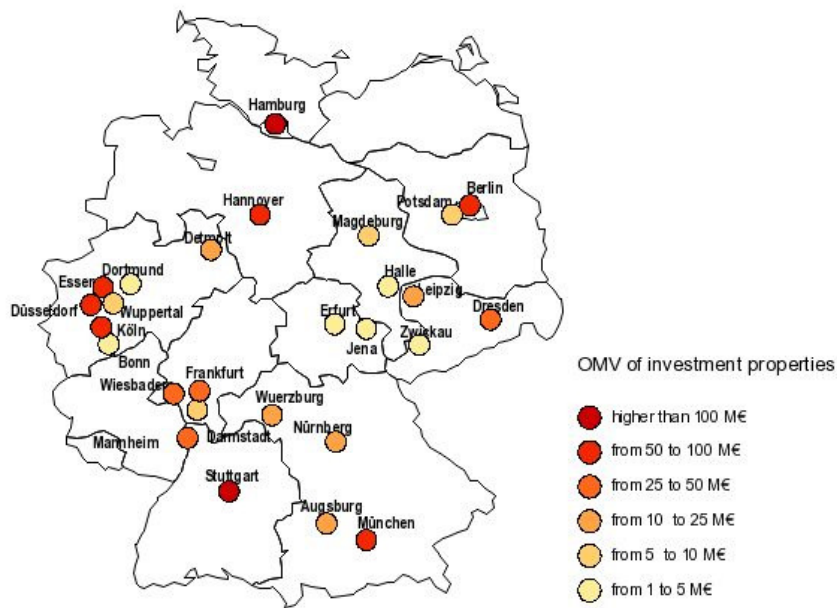 Hamburg
Hannover
Berlin
Potsdam
Magdeburg
Detmolt
Dortmund
Essen
Halle
Leipzig
Düsseldorf
Wuppertal
Dresden
Erfurt
Köln
Zwickau
Jena
Bonn
Frankfurt
Wiesbaden
Wuerzburg
Nürnberg
Mannheim
Darmstadt
Stuttgart
Augsburg
München
OMV of investment properties
higher than 100 M€
from 50 to 100 M€
from 25 to 50 M€
from 10 to 25 M€
from 5 to 10 M€
from 1 to 5 M€